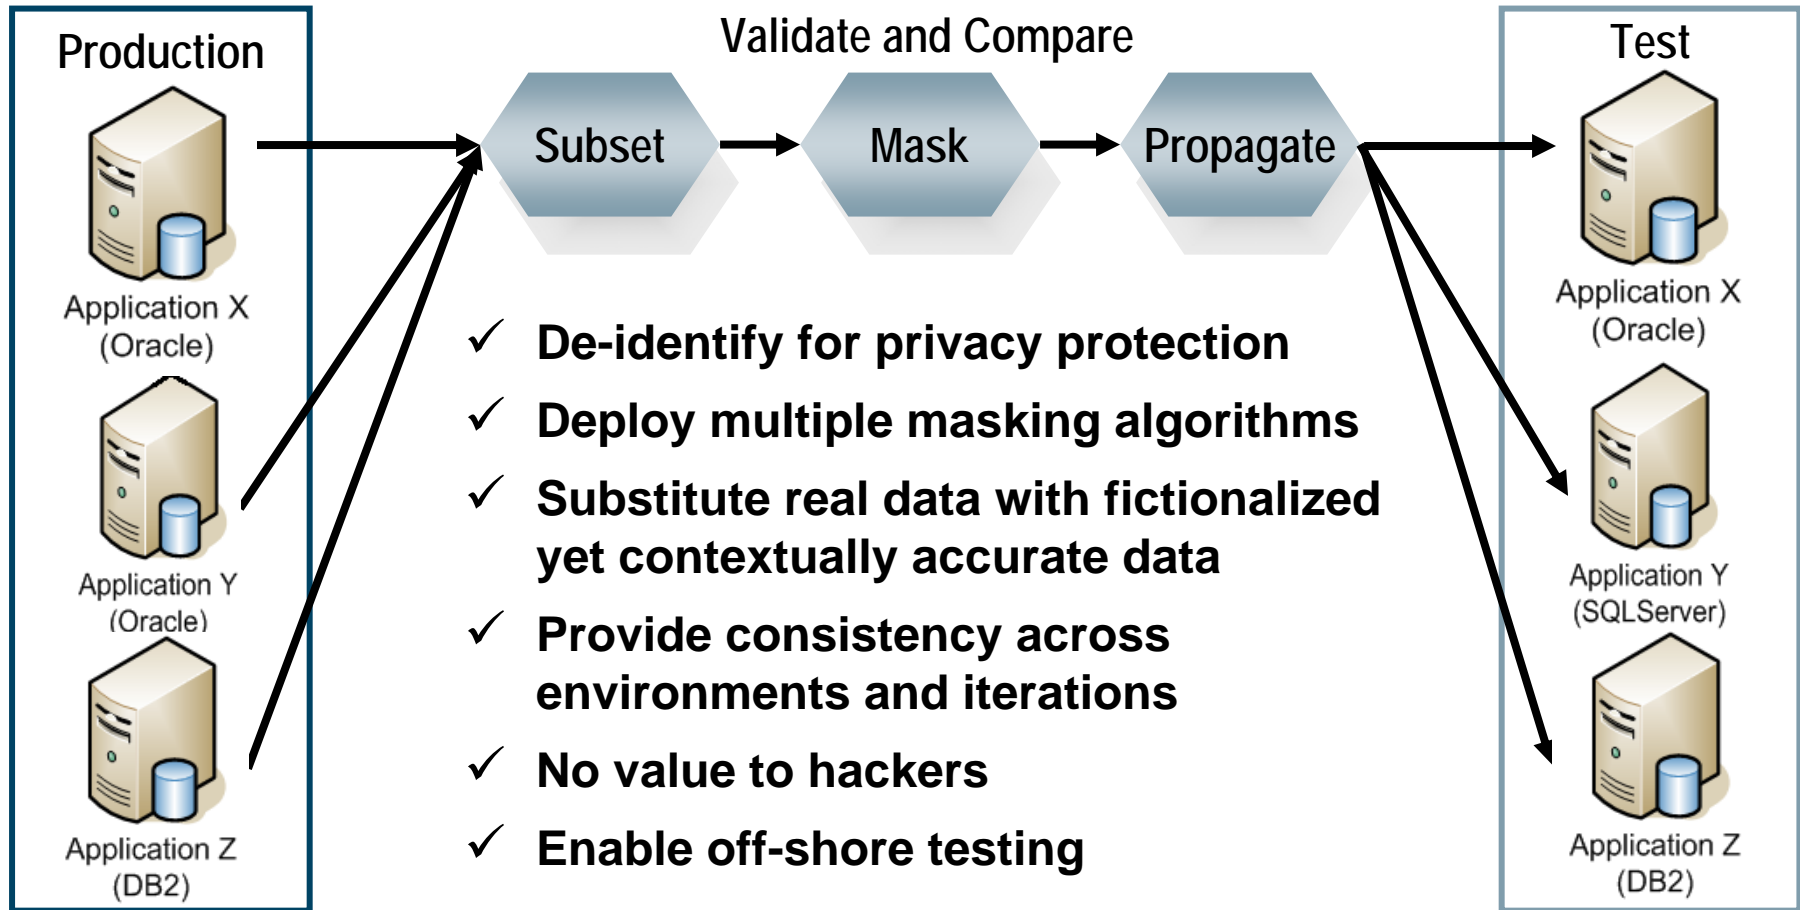 Production
Application X
(Oracle)
Application Y
(Oracle)
Application Z
(DB2)
Validate and Compare
Subset
Mask
Propagate
✓ De-identify for privacy protection
✓ Deploy multiple masking algorithms
✓ Substitute real data with fictionalized
yet contextually accurate data
✓ Provide consistency across
environments and iterations
✓ No value to hackers
✓ Enable off-shore testing
Test
Application X
(Oracle)
Application Y
(SQLServer)
Application Z
(DB2)